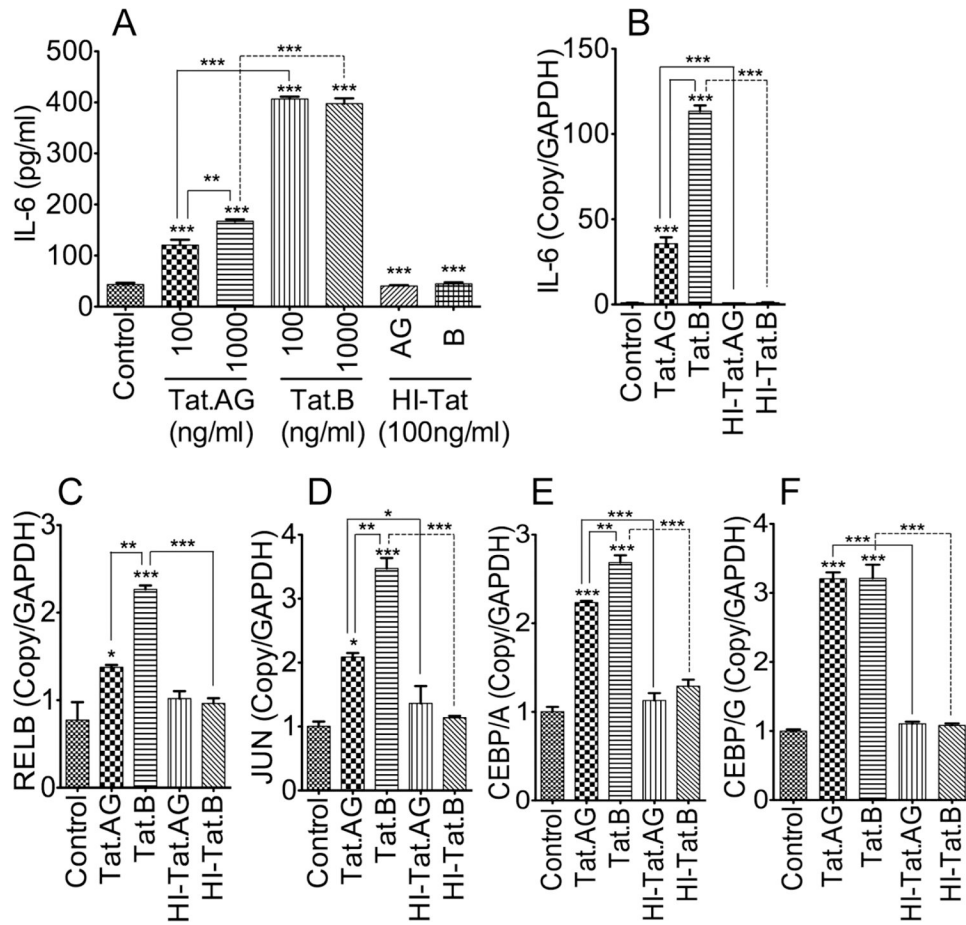 A
IL-6 (pg/ml)
500
400
300
200
100
0
***
***
**
***
***
***
***
***
***
Control
100
1000
100
1000
AG
B
Tat.AG
(ng/ml)
Tat.B
(ng/ml)
HI-Tat
(100ng/ml)
B
IL-6 (Copy/GAPDH)
150
100
50
0
***
***
***
***
Control
Tat.AG
Tat.B
HI-Tat.AG
HI-Tat.B
C
RELB (Copy/GAPDH)
3
2
1
0
**
***
***
*
Control
Tat.AG
Tat.B
HI-Tat.AG
HI-Tat.B
D
JUN (Copy/GAPDH)
4
3
2
1
0
*
**
***
***
*
Control
Tat.AG
Tat.B
HI-Tat.AG
HI-Tat.B
E
CEBP/A (Copy/GAPDH)
3
2
1
0
***
**
***
***
***
Control
Tat.AG
Tat.B
HI-Tat.AG
HI-Tat.B
F
CEBP/G (Copy/GAPDH)
4
3
2
1
0
***
***
***
***
Control
Tat.AG
Tat.B
HI-Tat.AG
HI-Tat.B